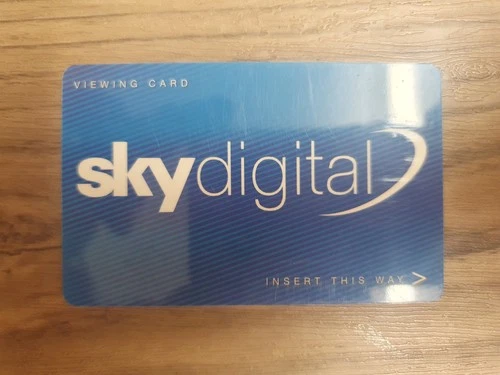 VIEWING CARD
skydigital
INSERT THIS WAY >